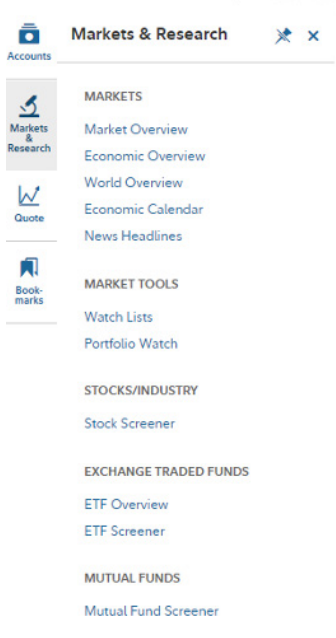 Accounts
Markets
&
Research
Quote
Book-
marks
Markets & Research
MARKETS
Market Overview
Economic Overview
World Overview
Economic Calendar
News Headlines
MARKET TOOLS
Watch Lists
Portfolio Watch
STOCKS/INDUSTRY
Stock Screener
EXCHANGE TRADED FUNDS
ETF Overview
ETF Screener
MUTUAL FUNDS
Mutual Fund Screener